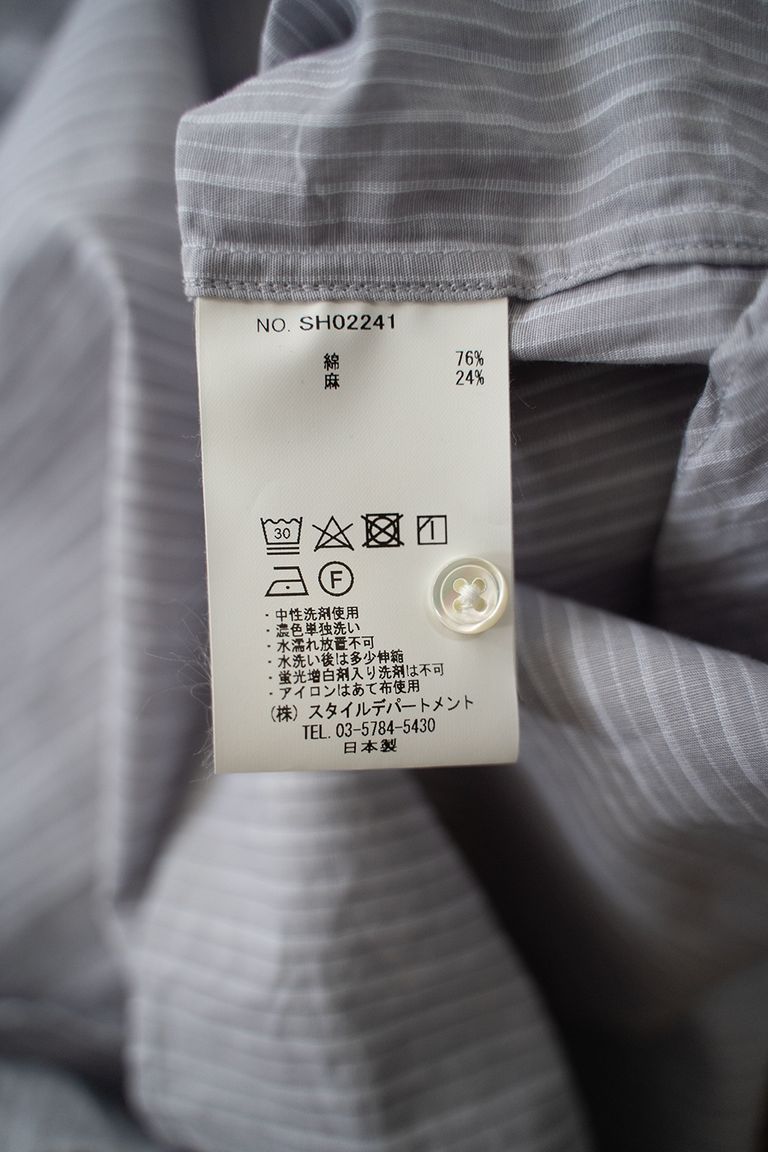 NO. SH02241
綿 76%
麻 24%
30
F
・中性洗剤使用
・濃色単独洗い
・水濡れ放置不可
・水洗い後は多少伸縮
・蛍光増白剤入り洗剤は不可
・アイロンはあて布使用
(株) スタイルデパートメント
TEL. 03-5784-5430
日本製